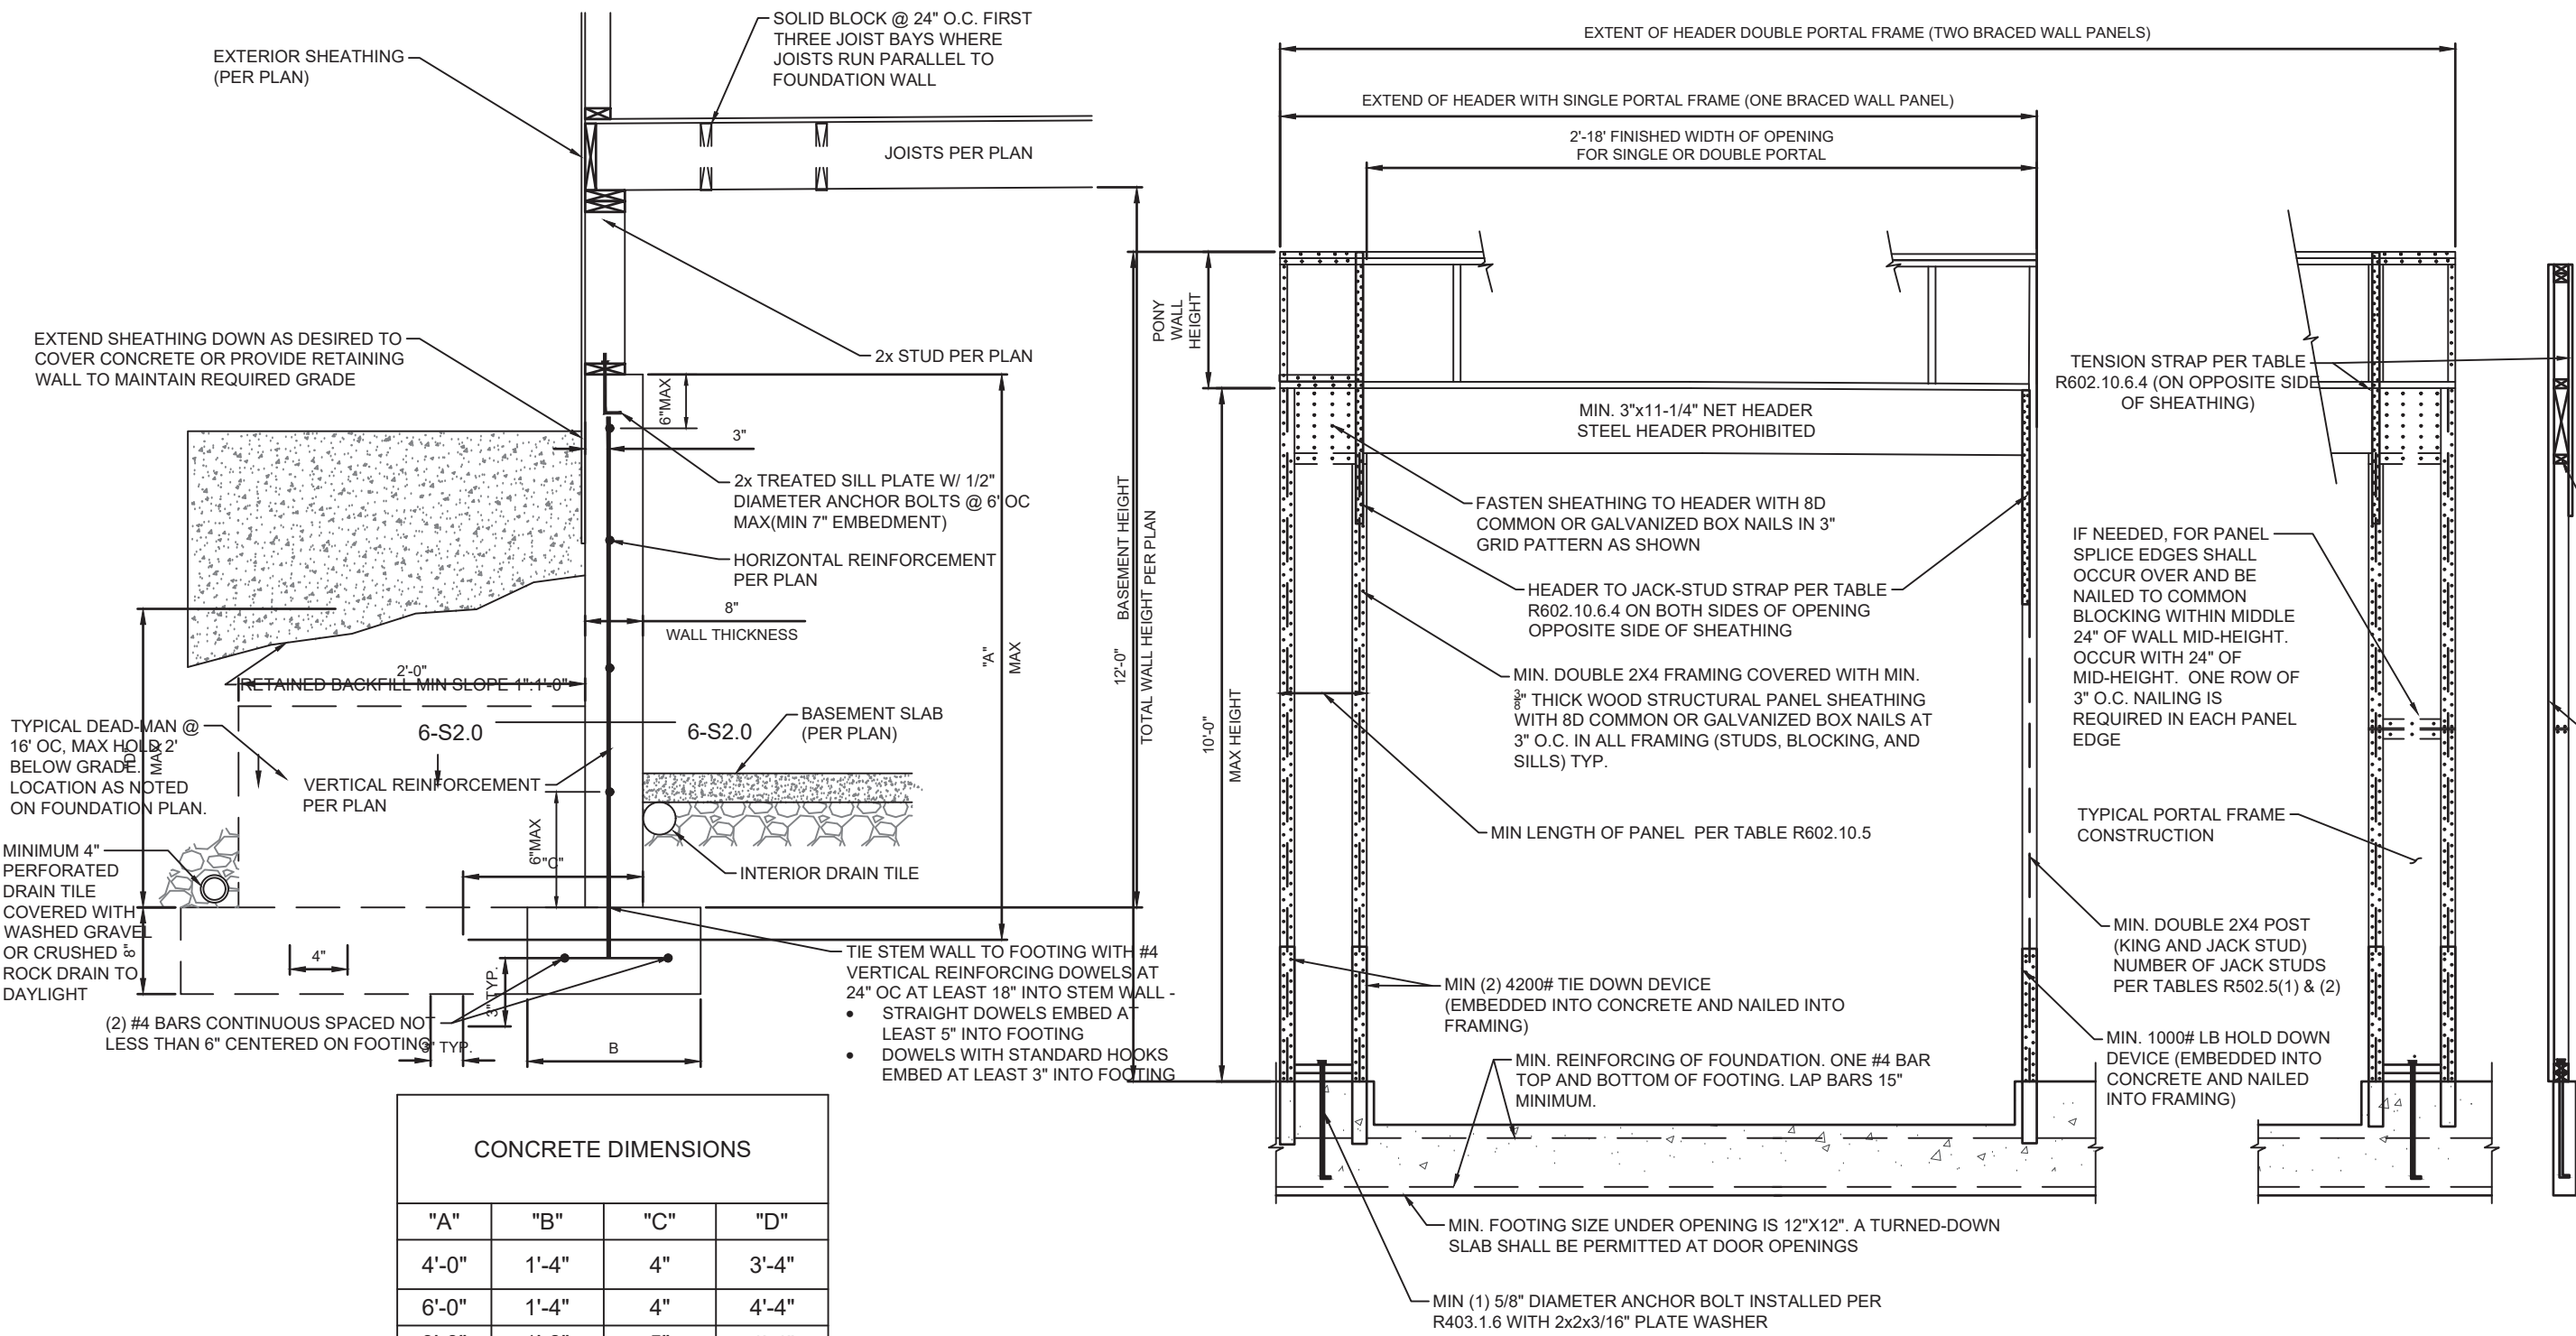 SOLID BLOCK @ 24" O.C. FIRST
THREE JOIST BAYS WHERE
JOISTS RUN PARALLEL TO
FOUNDATION WALL
EXTERIOR SHEATHING
(PER PLAN)
JOISTS PER PLAN
EXTEND SHEATHING DOWN AS DESIRED TO
COVER CONCRETE OR PROVIDE RETAINING
WALL TO MAINTAIN REQUIRED GRADE
2x STUD PER PLAN
6"MAX
3"
2x TREATED SILL PLATE W/ 1/2"
DIAMETER ANCHOR BOLTS @ 6' OC
MAX(MIN 7" EMBEDMENT)
HORIZONTAL REINFORCEMENT
PER PLAN
8"
WALL THICKNESS
"A"
MAX
BASEMENT HEIGHT
12'-0"
TOTAL WALL HEIGHT PER PLAN
2'-0"
RETAINED BACKFILL MIN SLOPE 1":1'-0"
TYPICAL DEAD-MAN @
16' OC, MAX HOLD 2'
BELOW GRADE.
LOCATION AS NOTED
ON FOUNDATION PLAN.
"D"
MAX
6-S2.0
6-S2.0
BASEMENT SLAB
(PER PLAN)
VERTICAL REINFORCEMENT
PER PLAN
6"MAX
"C"
INTERIOR DRAIN TILE
MINIMUM 4"
PERFORATED
DRAIN TILE
COVERED WITH
WASHED GRAVEL
OR CRUSHED
ROCK DRAIN TO
DAYLIGHT
8"
4"
3" TYP.
3" TYP.
B
(2) #4 BARS CONTINUOUS SPACED NOT
LESS THAN 6" CENTERED ON FOOTING
TIE STEM WALL TO FOOTING WITH #4
VERTICAL REINFORCING DOWELS AT
24" OC AT LEAST 18" INTO STEM WALL -
• STRAIGHT DOWELS EMBED AT
LEAST 5" INTO FOOTING
• DOWELS WITH STANDARD HOOKS
EMBED AT LEAST 3" INTO FOOTING
CONCRETE DIMENSIONS
"A" "B" "C" "D"
4'-0" 1'-4" 4" 3'-4"
6'-0" 1'-4" 4" 4'-4"
EXTENT OF HEADER DOUBLE PORTAL FRAME (TWO BRACED WALL PANELS)
EXTEND OF HEADER WITH SINGLE PORTAL FRAME (ONE BRACED WALL PANEL)
2'-18' FINISHED WIDTH OF OPENING
FOR SINGLE OR DOUBLE PORTAL
PONY
WALL
HEIGHT
10'-0"
MAX HEIGHT
MIN. 3"x11-1/4" NET HEADER
STEEL HEADER PROHIBITED
FASTEN SHEATHING TO HEADER WITH 8D
COMMON OR GALVANIZED BOX NAILS IN 3"
GRID PATTERN AS SHOWN
HEADER TO JACK-STUD STRAP PER TABLE
R602.10.6.4 ON BOTH SIDES OF OPENING
OPPOSITE SIDE OF SHEATHING
MIN. DOUBLE 2X4 FRAMING COVERED WITH MIN.
3/8" THICK WOOD STRUCTURAL PANEL SHEATHING
WITH 8D COMMON OR GALVANIZED BOX NAILS AT
3" O.C. IN ALL FRAMING (STUDS, BLOCKING, AND
SILLS) TYP.
MIN LENGTH OF PANEL PER TABLE R602.10.5
MIN (2) 4200# TIE DOWN DEVICE
(EMBEDDED INTO CONCRETE AND NAILED INTO
FRAMING)
MIN. REINFORCING OF FOUNDATION. ONE #4 BAR
TOP AND BOTTOM OF FOOTING. LAP BARS 15"
MINIMUM.
MIN. FOOTING SIZE UNDER OPENING IS 12"X12". A TURNED-DOWN
SLAB SHALL BE PERMITTED AT DOOR OPENINGS
MIN (1) 5/8" DIAMETER ANCHOR BOLT INSTALLED PER
R403.1.6 WITH 2x2x3/16" PLATE WASHER
TENSION STRAP PER TABLE
R602.10.6.4 (ON OPPOSITE SIDE
OF SHEATHING)
IF NEEDED, FOR PANEL
SPLICE EDGES SHALL
OCCUR OVER AND BE
NAILED TO COMMON
BLOCKING WITHIN MIDDLE
24" OF WALL MID-HEIGHT.
OCCUR WITH 24" OF
MID-HEIGHT. ONE ROW OF
3" O.C. NAILING IS
REQUIRED IN EACH PANEL
EDGE
TYPICAL PORTAL FRAME
CONSTRUCTION
MIN. DOUBLE 2X4 POST
(KING AND JACK STUD)
NUMBER OF JACK STUDS
PER TABLES R502.5(1) & (2)
MIN. 1000# LB HOLD DOWN
DEVICE (EMBEDDED INTO
CONCRETE AND NAILED
INTO FRAMING)